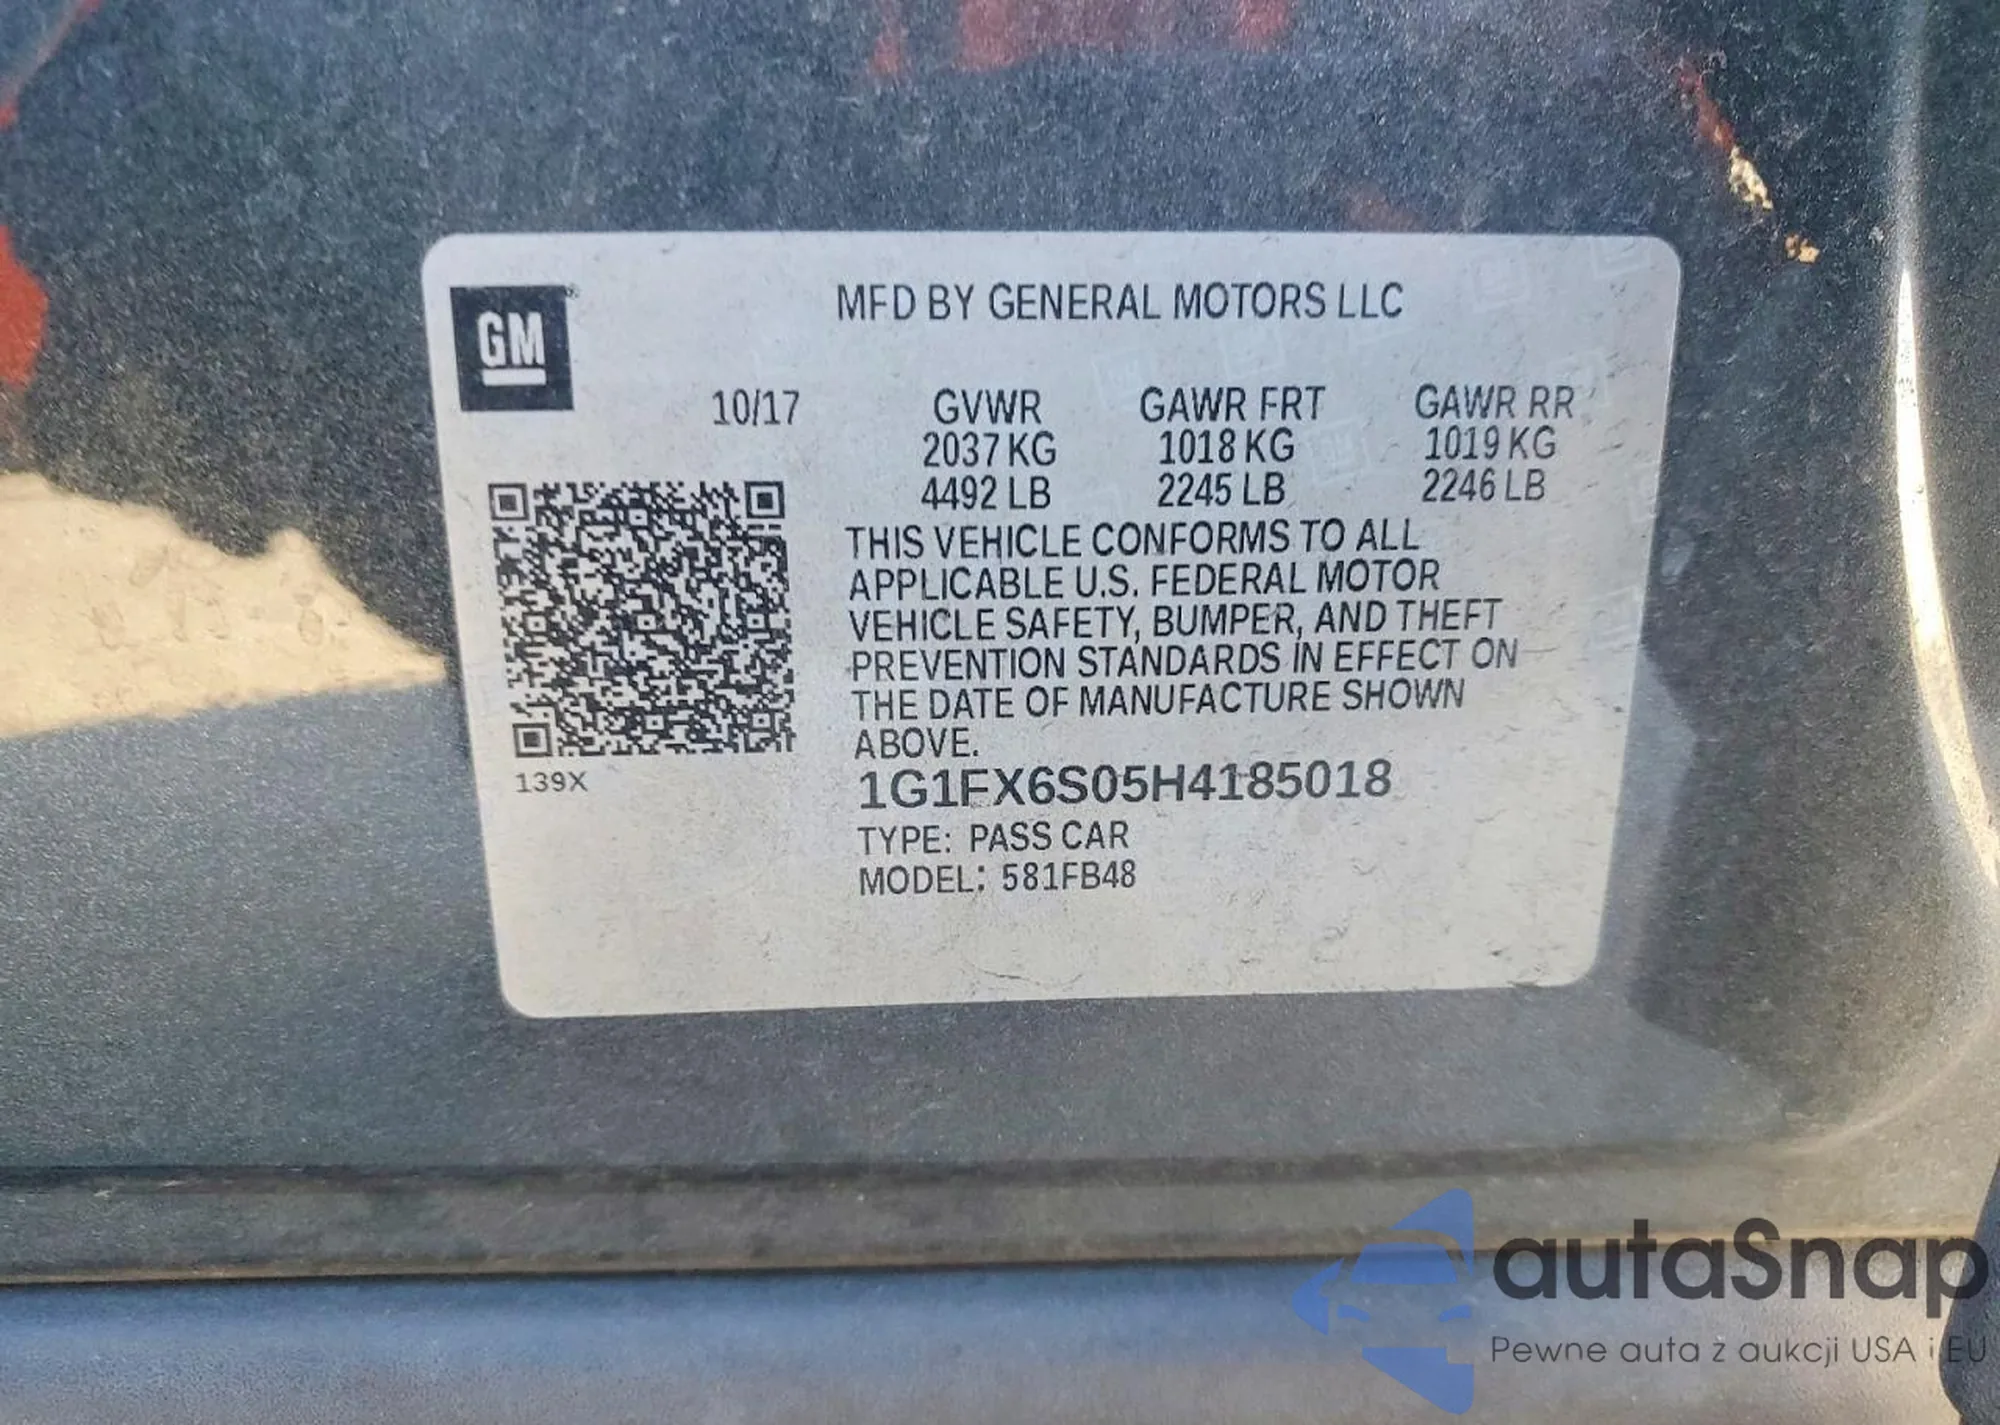 GM
MFD BY GENERAL MOTORS LLC
10/17
GVWR GAWR FRT GAWR RR
2037 KG 1018 KG 1019 KG
4492 LB 2245 LB 2246 LB
THIS VEHICLE CONFORMS TO ALL
APPLICABLE U.S. FEDERAL MOTOR
VEHICLE SAFETY, BUMPER, AND THEFT
PREVENTION STANDARDS IN EFFECT ON
THE DATE OF MANUFACTURE SHOWN
ABOVE.
139X
1G1FX6S05H4185018
TYPE: PASS CAR
MODEL: 581FB48
autaSnap
Pewne auta z aukcji USA i EU